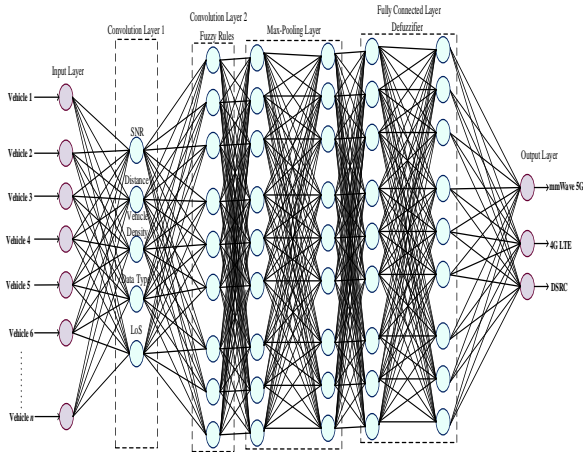 Fully Connected Layer
Convolution Layer 2
Convolution Layer 1
Max-Pooling Layer
Defuzzifier
Fuzzy Rules
Input Layer
Vehicle 1
SNR
Vehicle 2
Output Layer
Distance
Vehicle 3
mmWave 5G
Vehicle
Density
Vehicle 4
4G LTE
Data Type
Vehicle 5
DSRC
LoS
Vehicle 6
Vehicle n